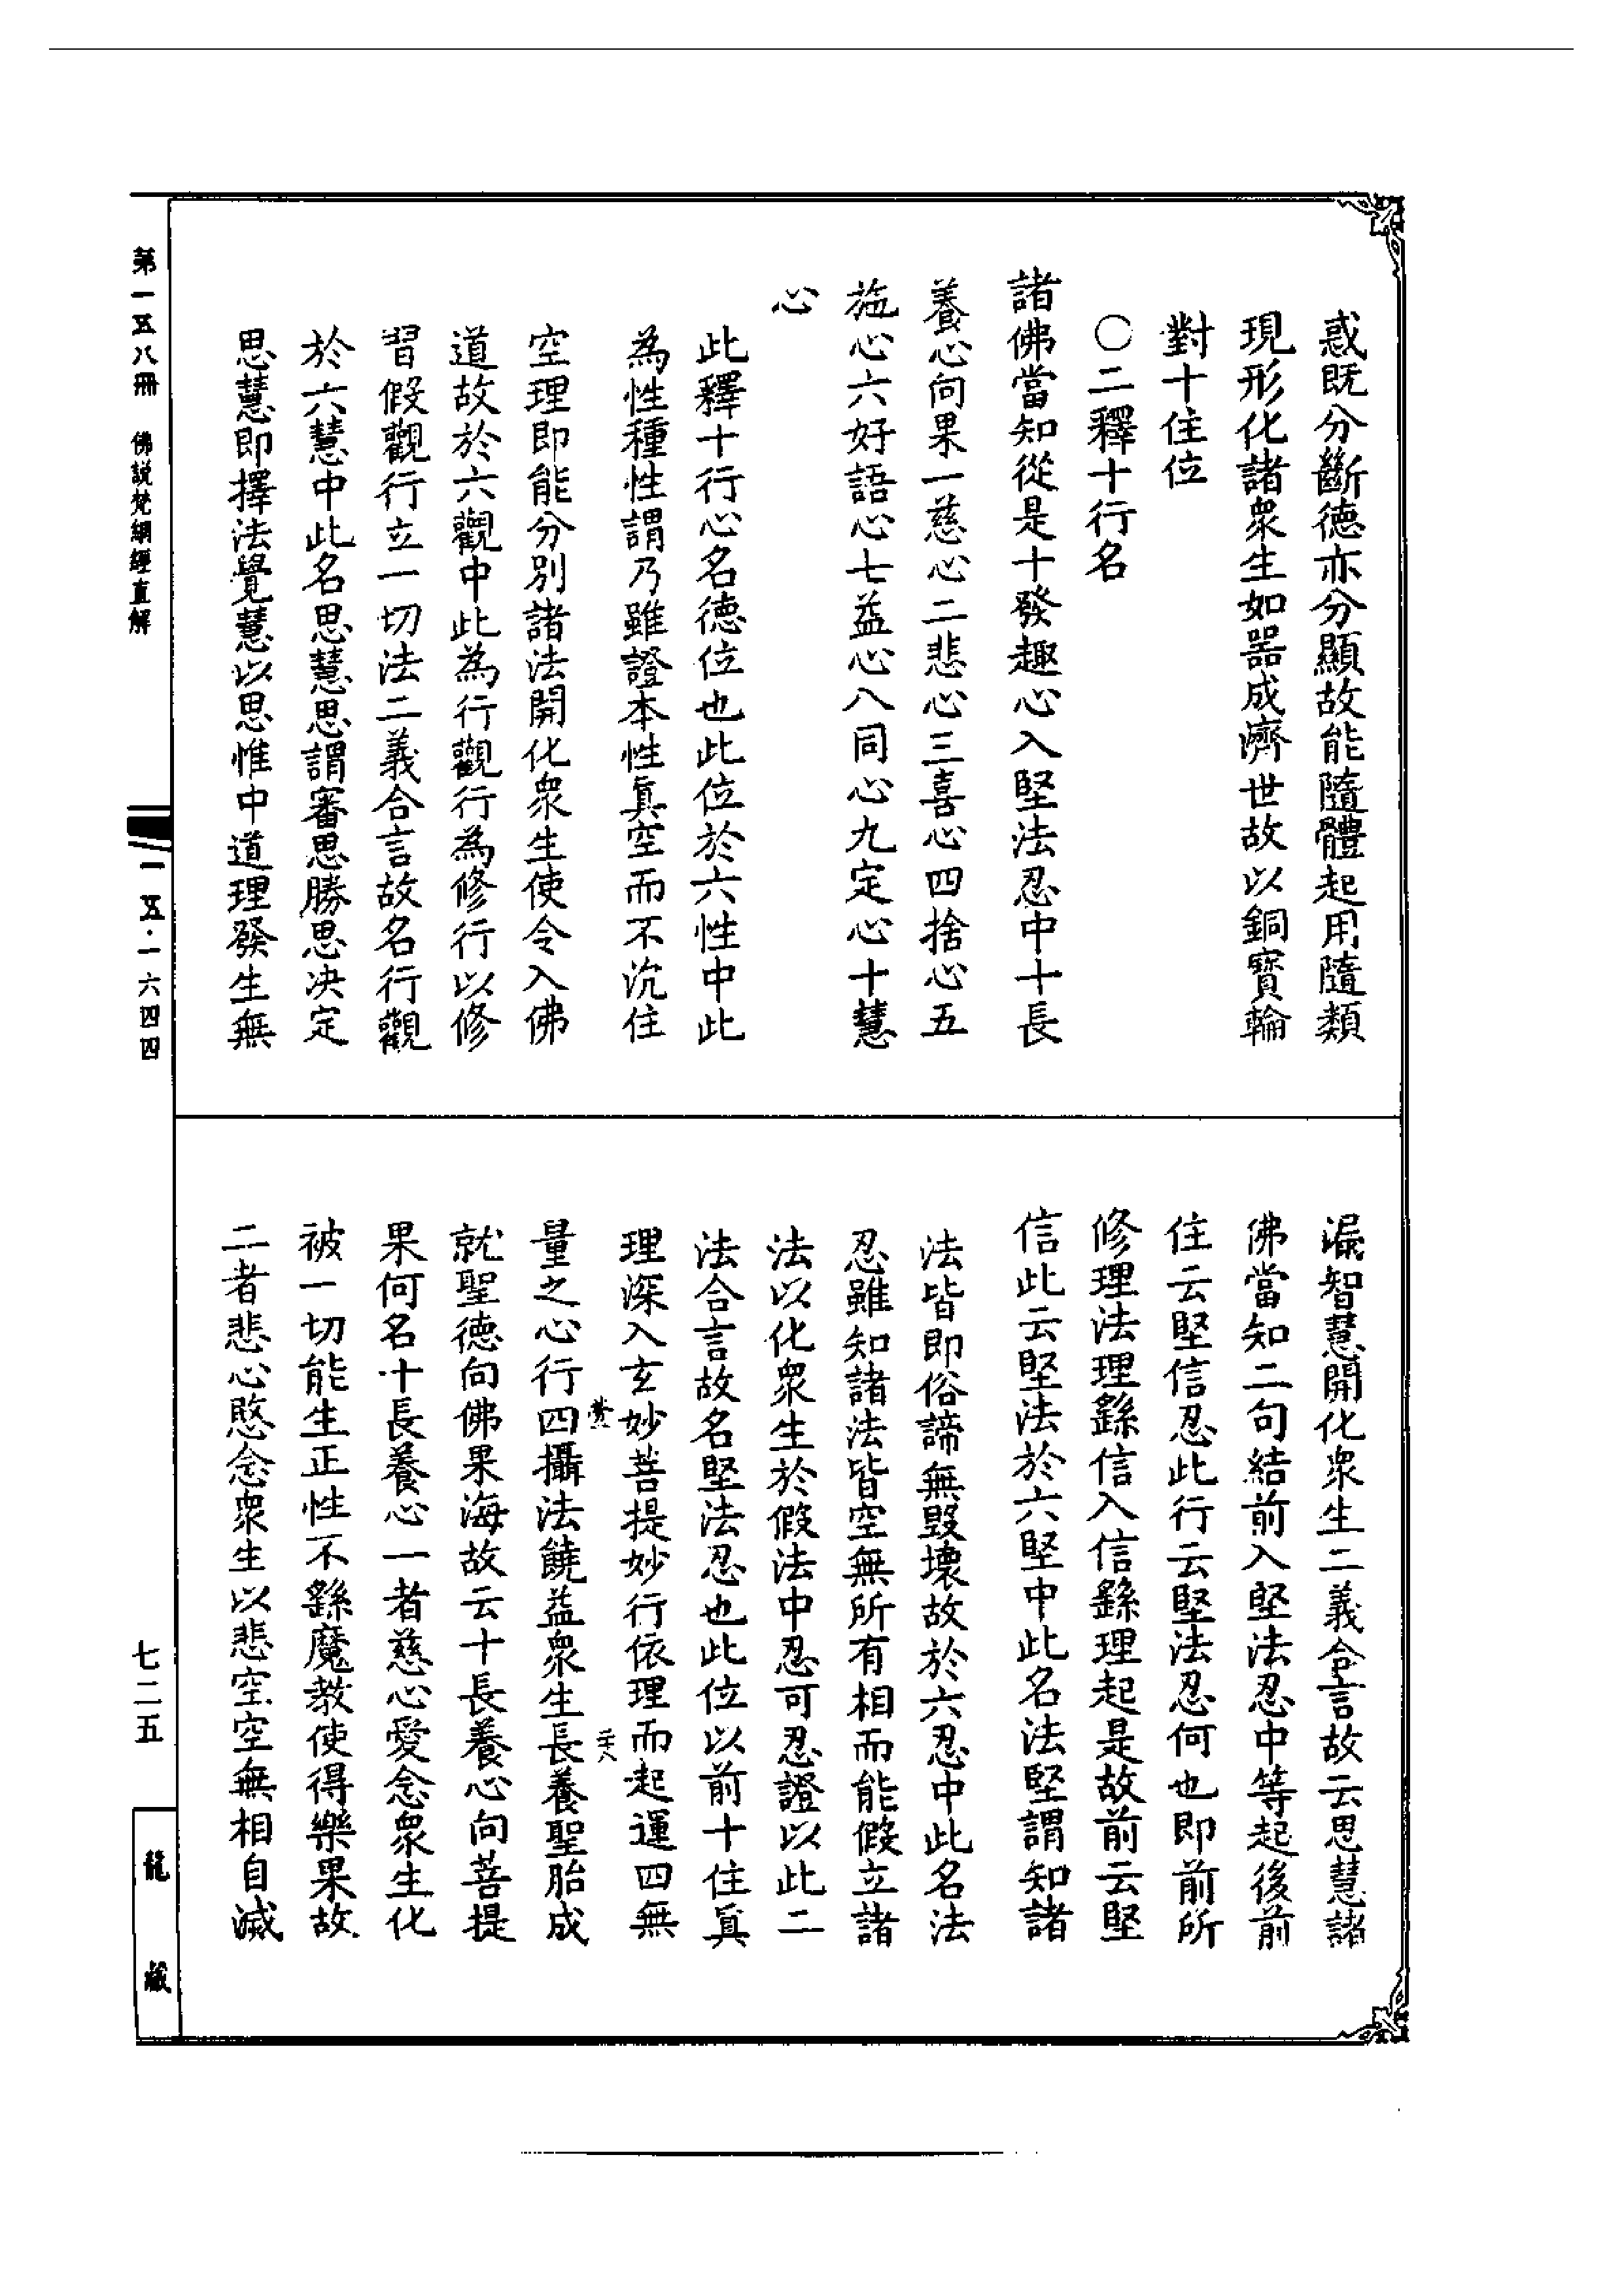 惑既分斷德亦分顯故能隨體起用隨類
現形化諸衆生如器成濟世故以銅寶輪
對十住位
〇二釋十行名
諸佛當知從是十發趣心入堅法忍中十長
養心向果一慈心二悲心三喜心四捨心五
施心六好語心七益心八同心九定心十慧
心
此釋十行心名德位也此位於六性中此
為性種性謂乃雖證本性眞空而不沉住
空理即能分別諸法開化衆生使令入佛
道故於六觀中此為行觀行為修行以修
習假觀行立一切法二義合言故名行觀
於六慧中此名思慧思謂審思勝思決定
思慧即擇法覺慧以思惟中道理發生無
漏智慧開化衆生二義合言故云思慧諸
佛當知二句結前入堅法忍中等起後前
住云堅信忍此行云堅法忍何也即前所
修理法理繇信入信繇理起是故前云堅
信此云堅法於六堅中此名法堅謂知諸
法皆即俗諦無毀壞故於六忍中此名法
忍雖知諸法皆空無所有相而能假立諸
法以化衆生於假法中忍可忍證以此二
法合言故名堅法忍也此位以前十住眞
理深入玄妙菩提妙行依理而起運四無
量之心行四攝法饒益衆生長養聖胎成
就聖德向佛果海故云十長養心向菩提
果何名十長養心一者慈心愛念衆生化
被一切能生正性不繇魔教使得樂果故
二者悲心愍念衆生以悲空空無相自滅
第一五八冊　佛説梵網經直解
一五·一六四四
七二五
龍藏